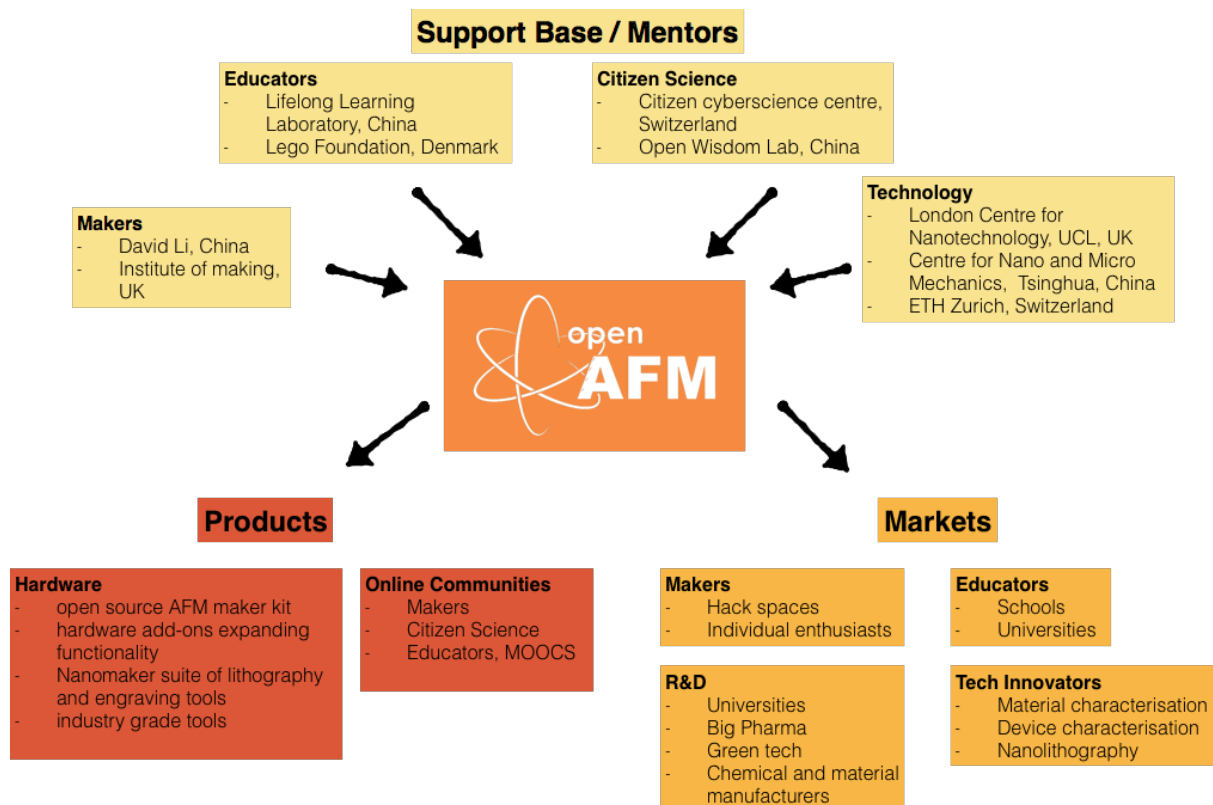 Support Base / Mentors
Educators
- Lifelong Learning
Laboratory, China
- Lego Foundation, Denmark
Citizen Science
- Citizen cyberscience centre,
Switzerland
- Open Wisdom Lab, China
Makers
- David Li, China
- Institute of making,
UK
Technology
- London Centre for
Nanotechnology, UCL, UK
- Centre for Nano and Micro
Mechanics, Tsinghua, China
- ETH Zurich, Switzerland
open
AFM
Products
Hardware
- open source AFM maker kit
- hardware add-ons expanding
functionality
- Nanomaker suite of lithography
and engraving tools
- industry grade tools
Online Communities
- Makers
- Citizen Science
- Educators, MOOCS
Markets
Makers
- Hack spaces
- Individual enthusiasts
Educators
- Schools
- Universities
R&D
- Universities
- Big Pharma
- Green tech
- Chemical and material
manufacturers
Tech Innovators
- Material characterisation
- Device characterisation
- Nanolithography